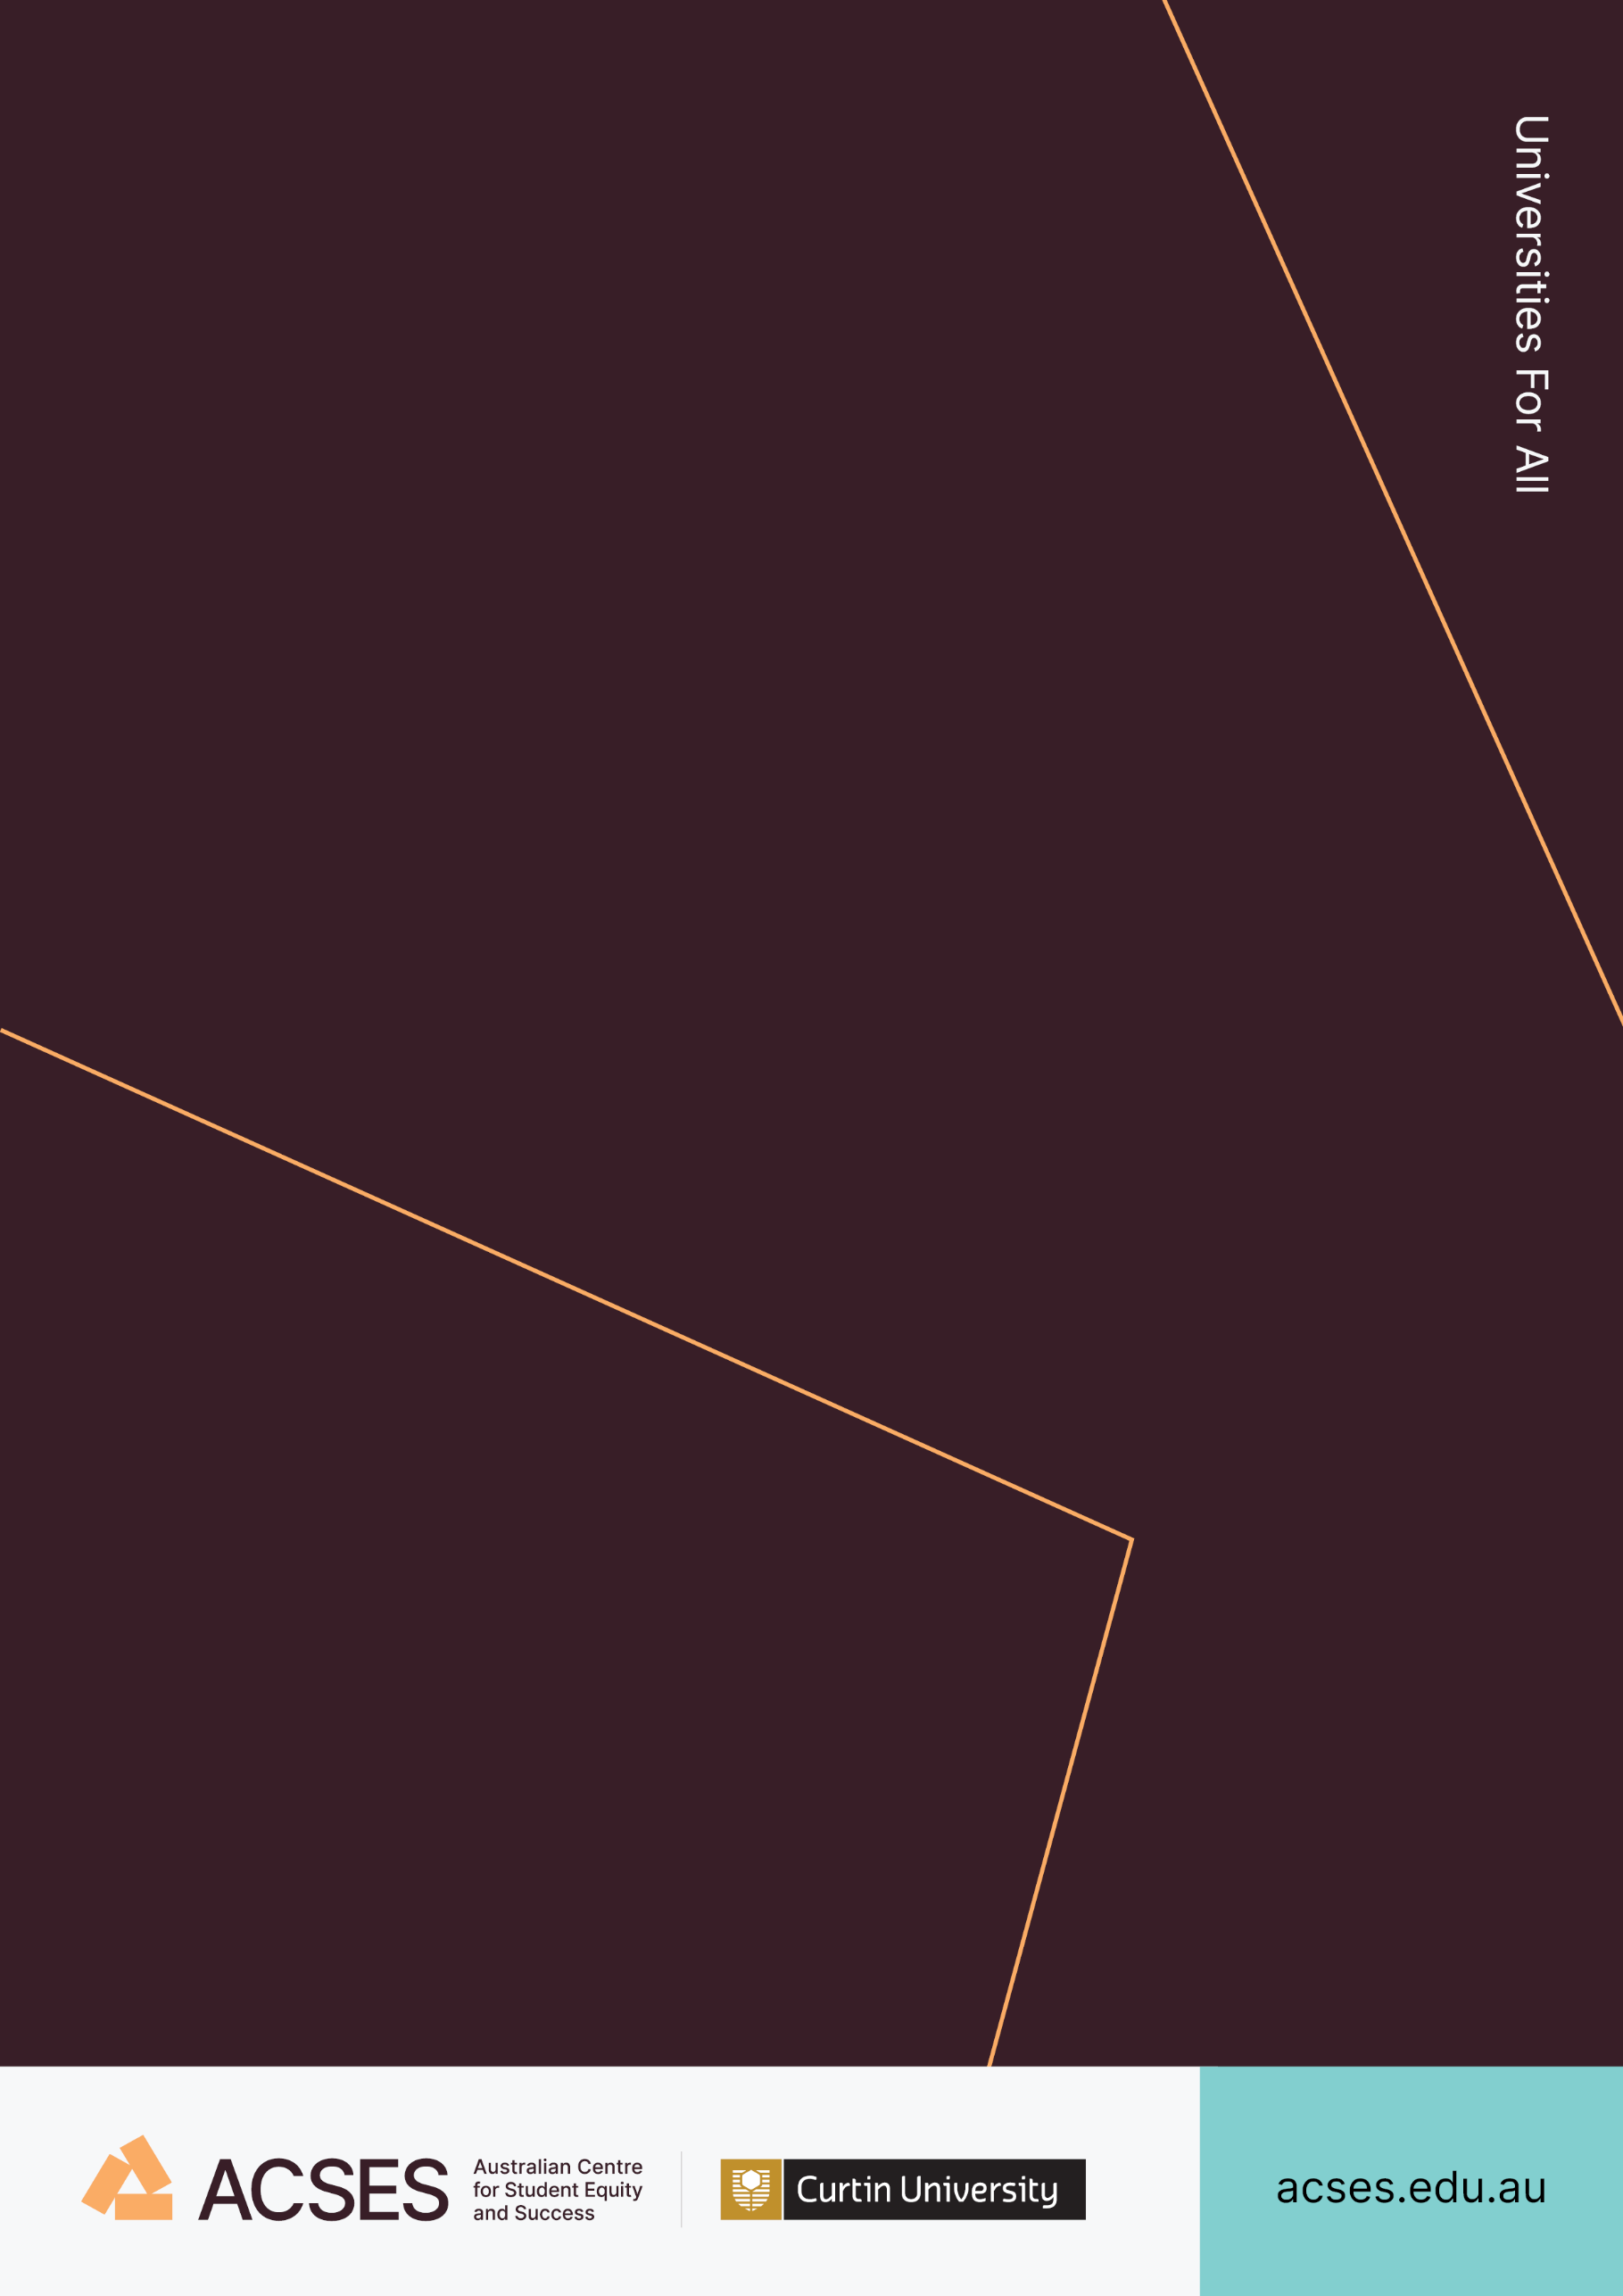 Universities For All
ACSES
Australian Centre
for Student Equity
and Success
Curtin University
acses.edu.au